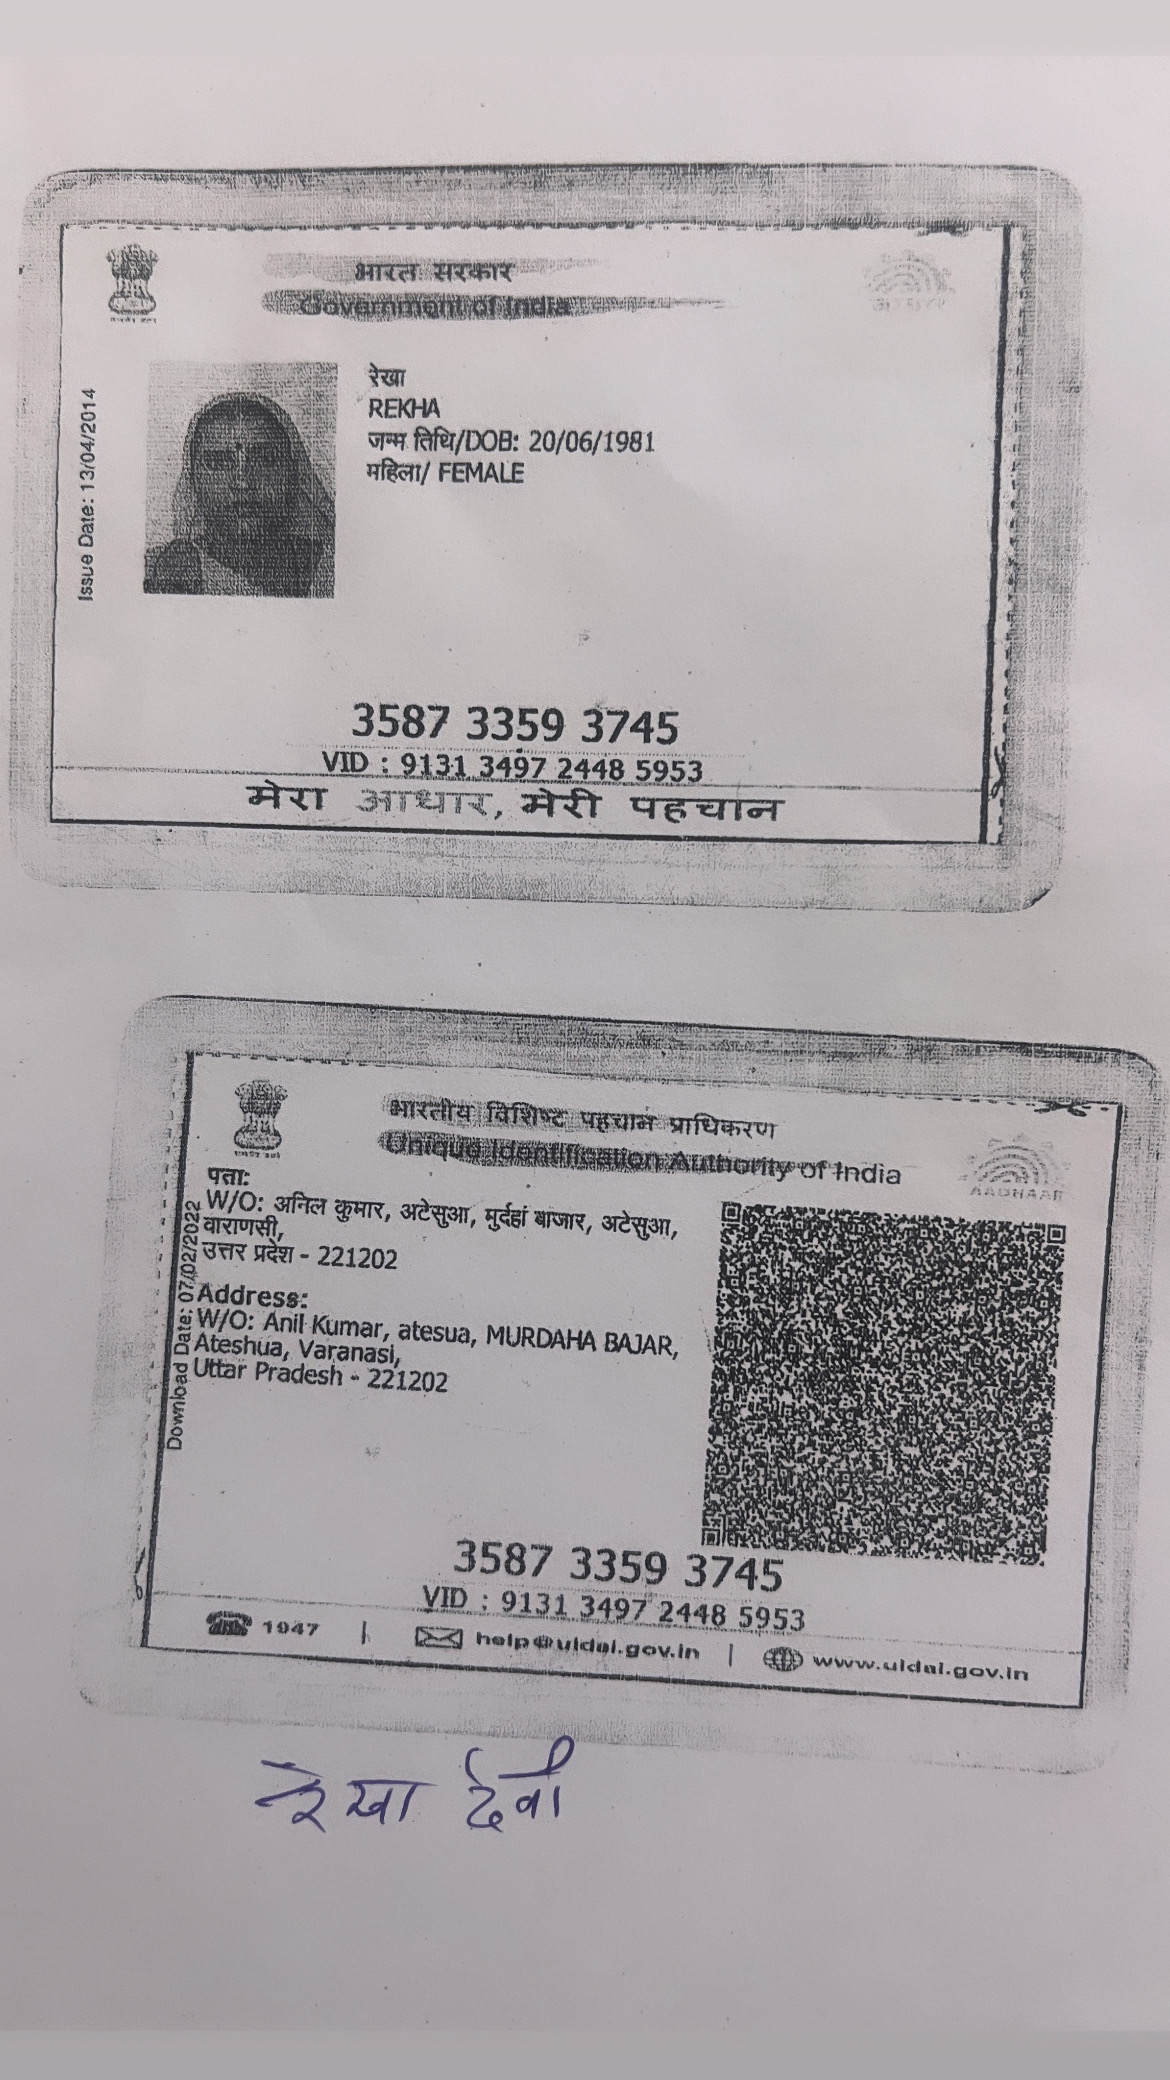 भारत सरकार
Government of India
Issue Date: 13/04/2014
रेखा
REKHA
जन्म तिथि/DOB: 20/06/1981
महिला/ FEMALE
3587 3359 3745
VID : 9131 3497 2448 5953
मेरा आधार, मेरी पहचान
भारतीय विशिष्ट पहचान प्राधिकरण
Unique Identification Authority of India
AADHAAR
Download Date: 07/02/2022
पता:
W/O: अनिल कुमार, अटेसुआ, मुर्दहां बाजार, अटेसुआ,
वाराणसी,
उत्तर प्रदेश - 221202
Address:
W/O: Anil Kumar, atesua, MURDAHA BAJAR,
Ateshua, Varanasi,
Uttar Pradesh - 221202
3587 3359 3745
VID : 9131 3497 2448 5953
1947 | help@uidai.gov.in | www.uidai.gov.in
रेखा देवी